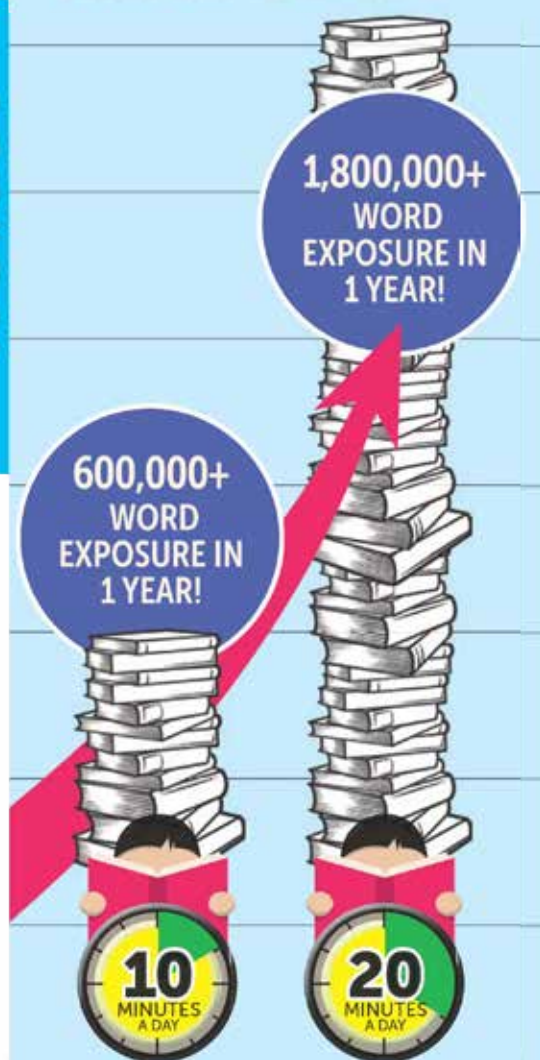 1,800,000+
WORD
EXPOSURE IN
1 YEAR!
600,000+
WORD
EXPOSURE IN
1 YEAR!
10
MINUTES
A DAY
20
MINUTES
A DAY